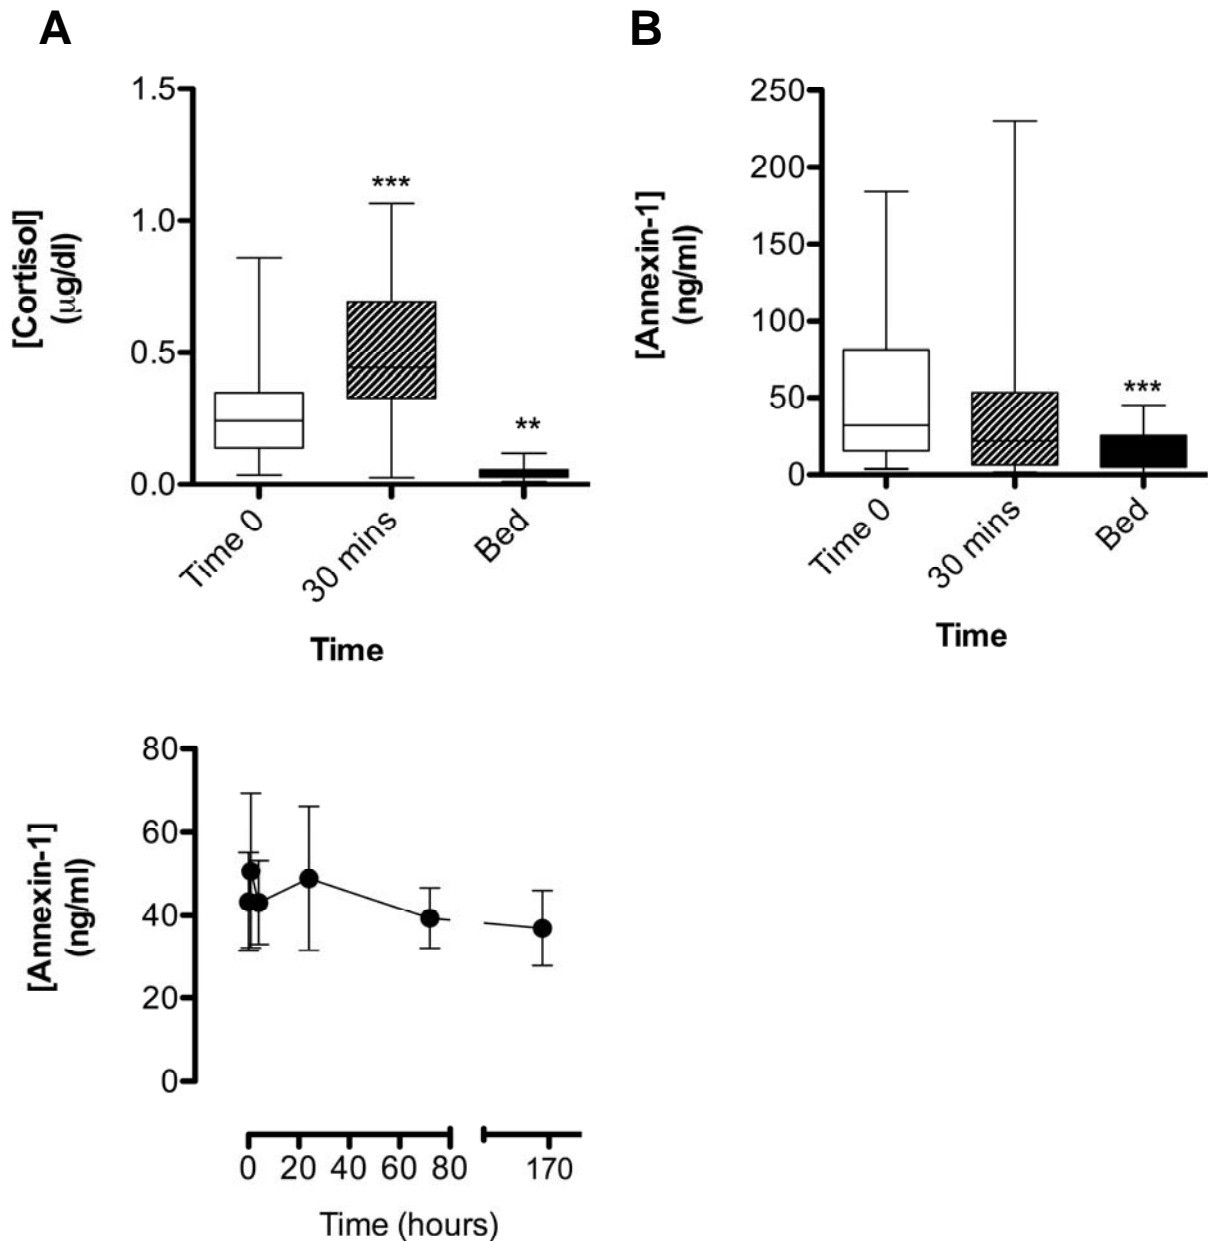 A
B
1.5
1.0
0.5
0.0
[Cortisol]
(μg/dl)
***
**
Time 0
30 mins
Bed
Time
250
200
150
100
50
0
[Annexin-1]
(ng/ml)
***
Time 0
30 mins
Bed
Time
80
60
40
20
0
[Annexin-1]
(ng/ml)
0 20 40 60 80 170
Time (hours)